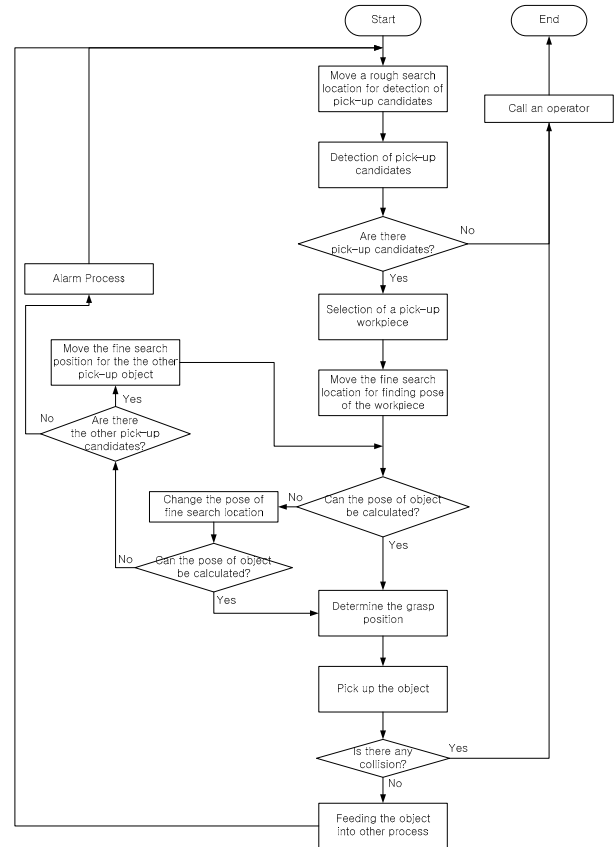 Start
End
Move a rough search
location for detection of
pick-up candidates
Call an operator
Detection of pick-up
candidates
Are there
pick-up candidates?
No
Yes
Alarm Process
Selection of a pick-up
workpiece
Move the fine search
position for the the other
pick-up object
Move the fine search
location for finding pose
of the workpiece
Yes
No
Are there
the other pick-up
candidates?
Change the pose of
fine search location
No
Can the pose of object
be calculated?
Yes
No
Can the pose of object
be calculated?
Yes
Determine the grasp
position
Pick up the object
Is there any
collision?
Yes
No
Feeding the object
into other process